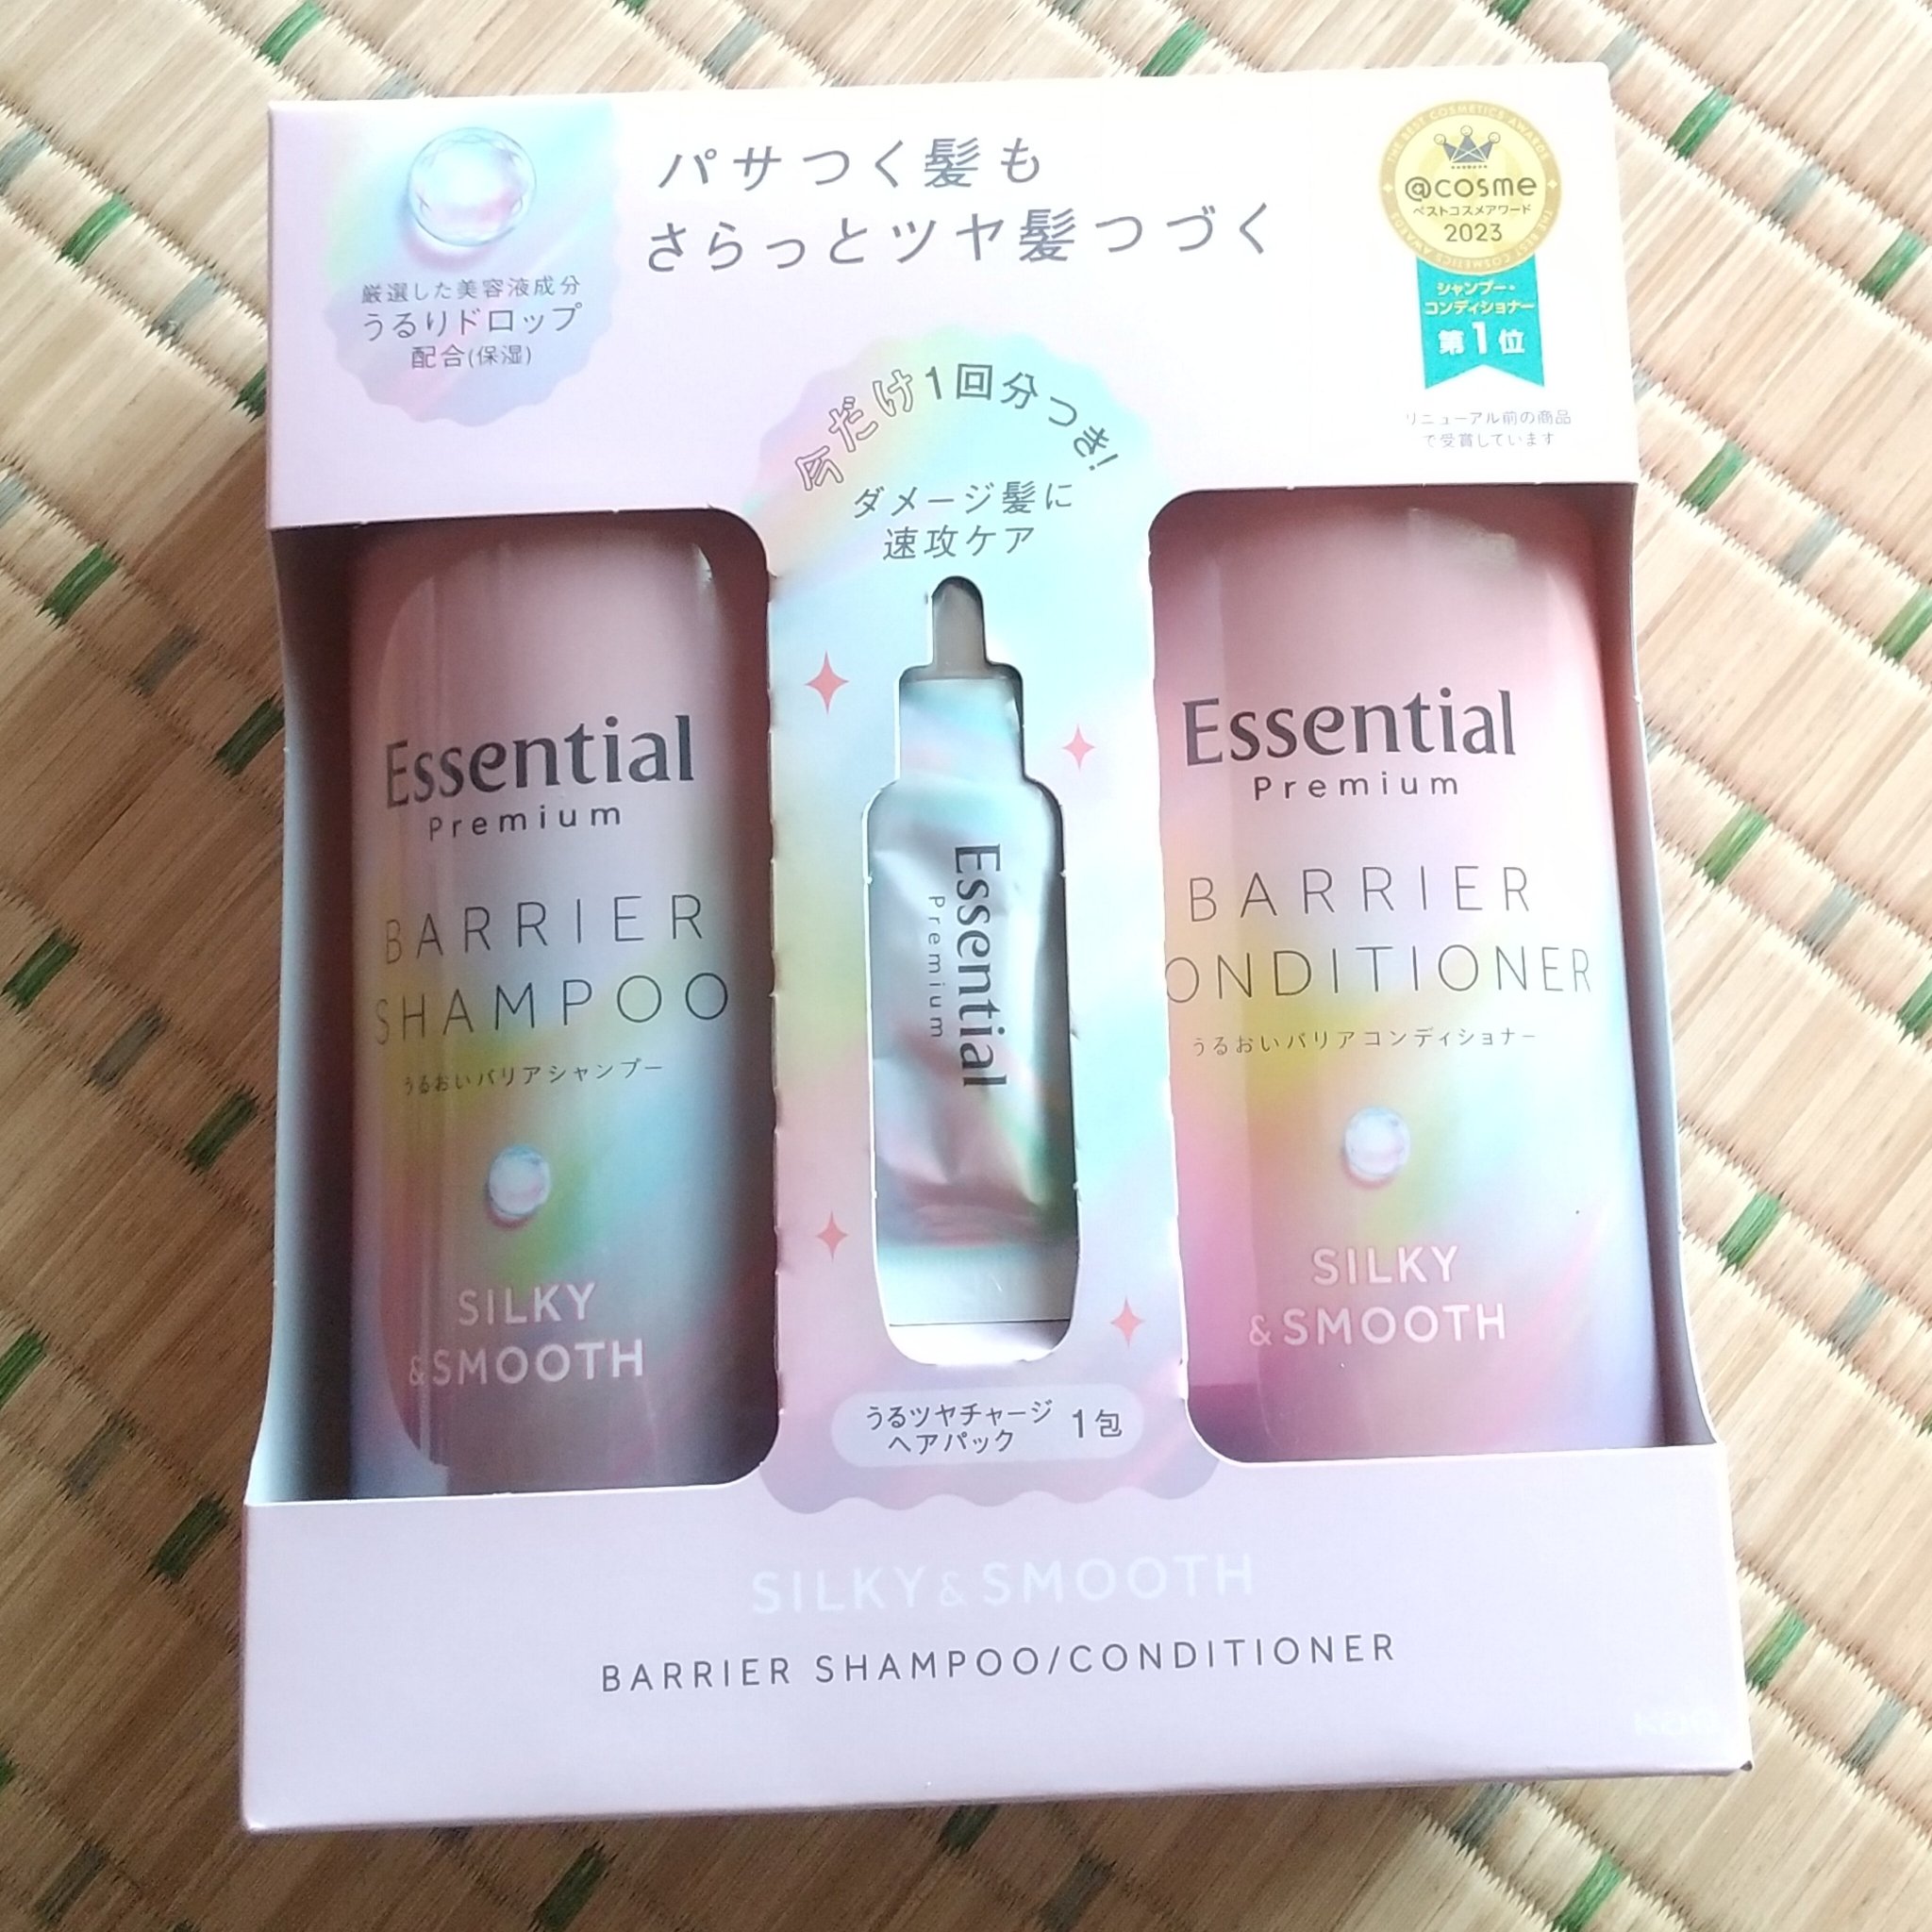 パサつく髪も
さらっとツヤ髪つづく
厳選した美容液成分
うるりドロップ
配合(保湿)
THE BEST COSMETICS AWARDS
@cosme
ベストコスメアワード
2023
THE BEST COSMETICS AWARDS
シャンプー・
コンディショナー
第1位
リニューアル前の商品
で受賞しています
今だけ1回分つき!
ダメージ髪に
速攻ケア
Essential
Premium
BARRIER
SHAMPOO
うるおいバリアシャンプー
SILKY
&SMOOTH
Essential
Premium
うるツヤチャージ
ヘアパック
1包
Essential
Premium
BARRIER
ONDITIONER
うるおいバリアコンディショナー
SILKY
&SMOOTH
SILKY&SMOOTH
BARRIER SHAMPOO/CONDITIONER